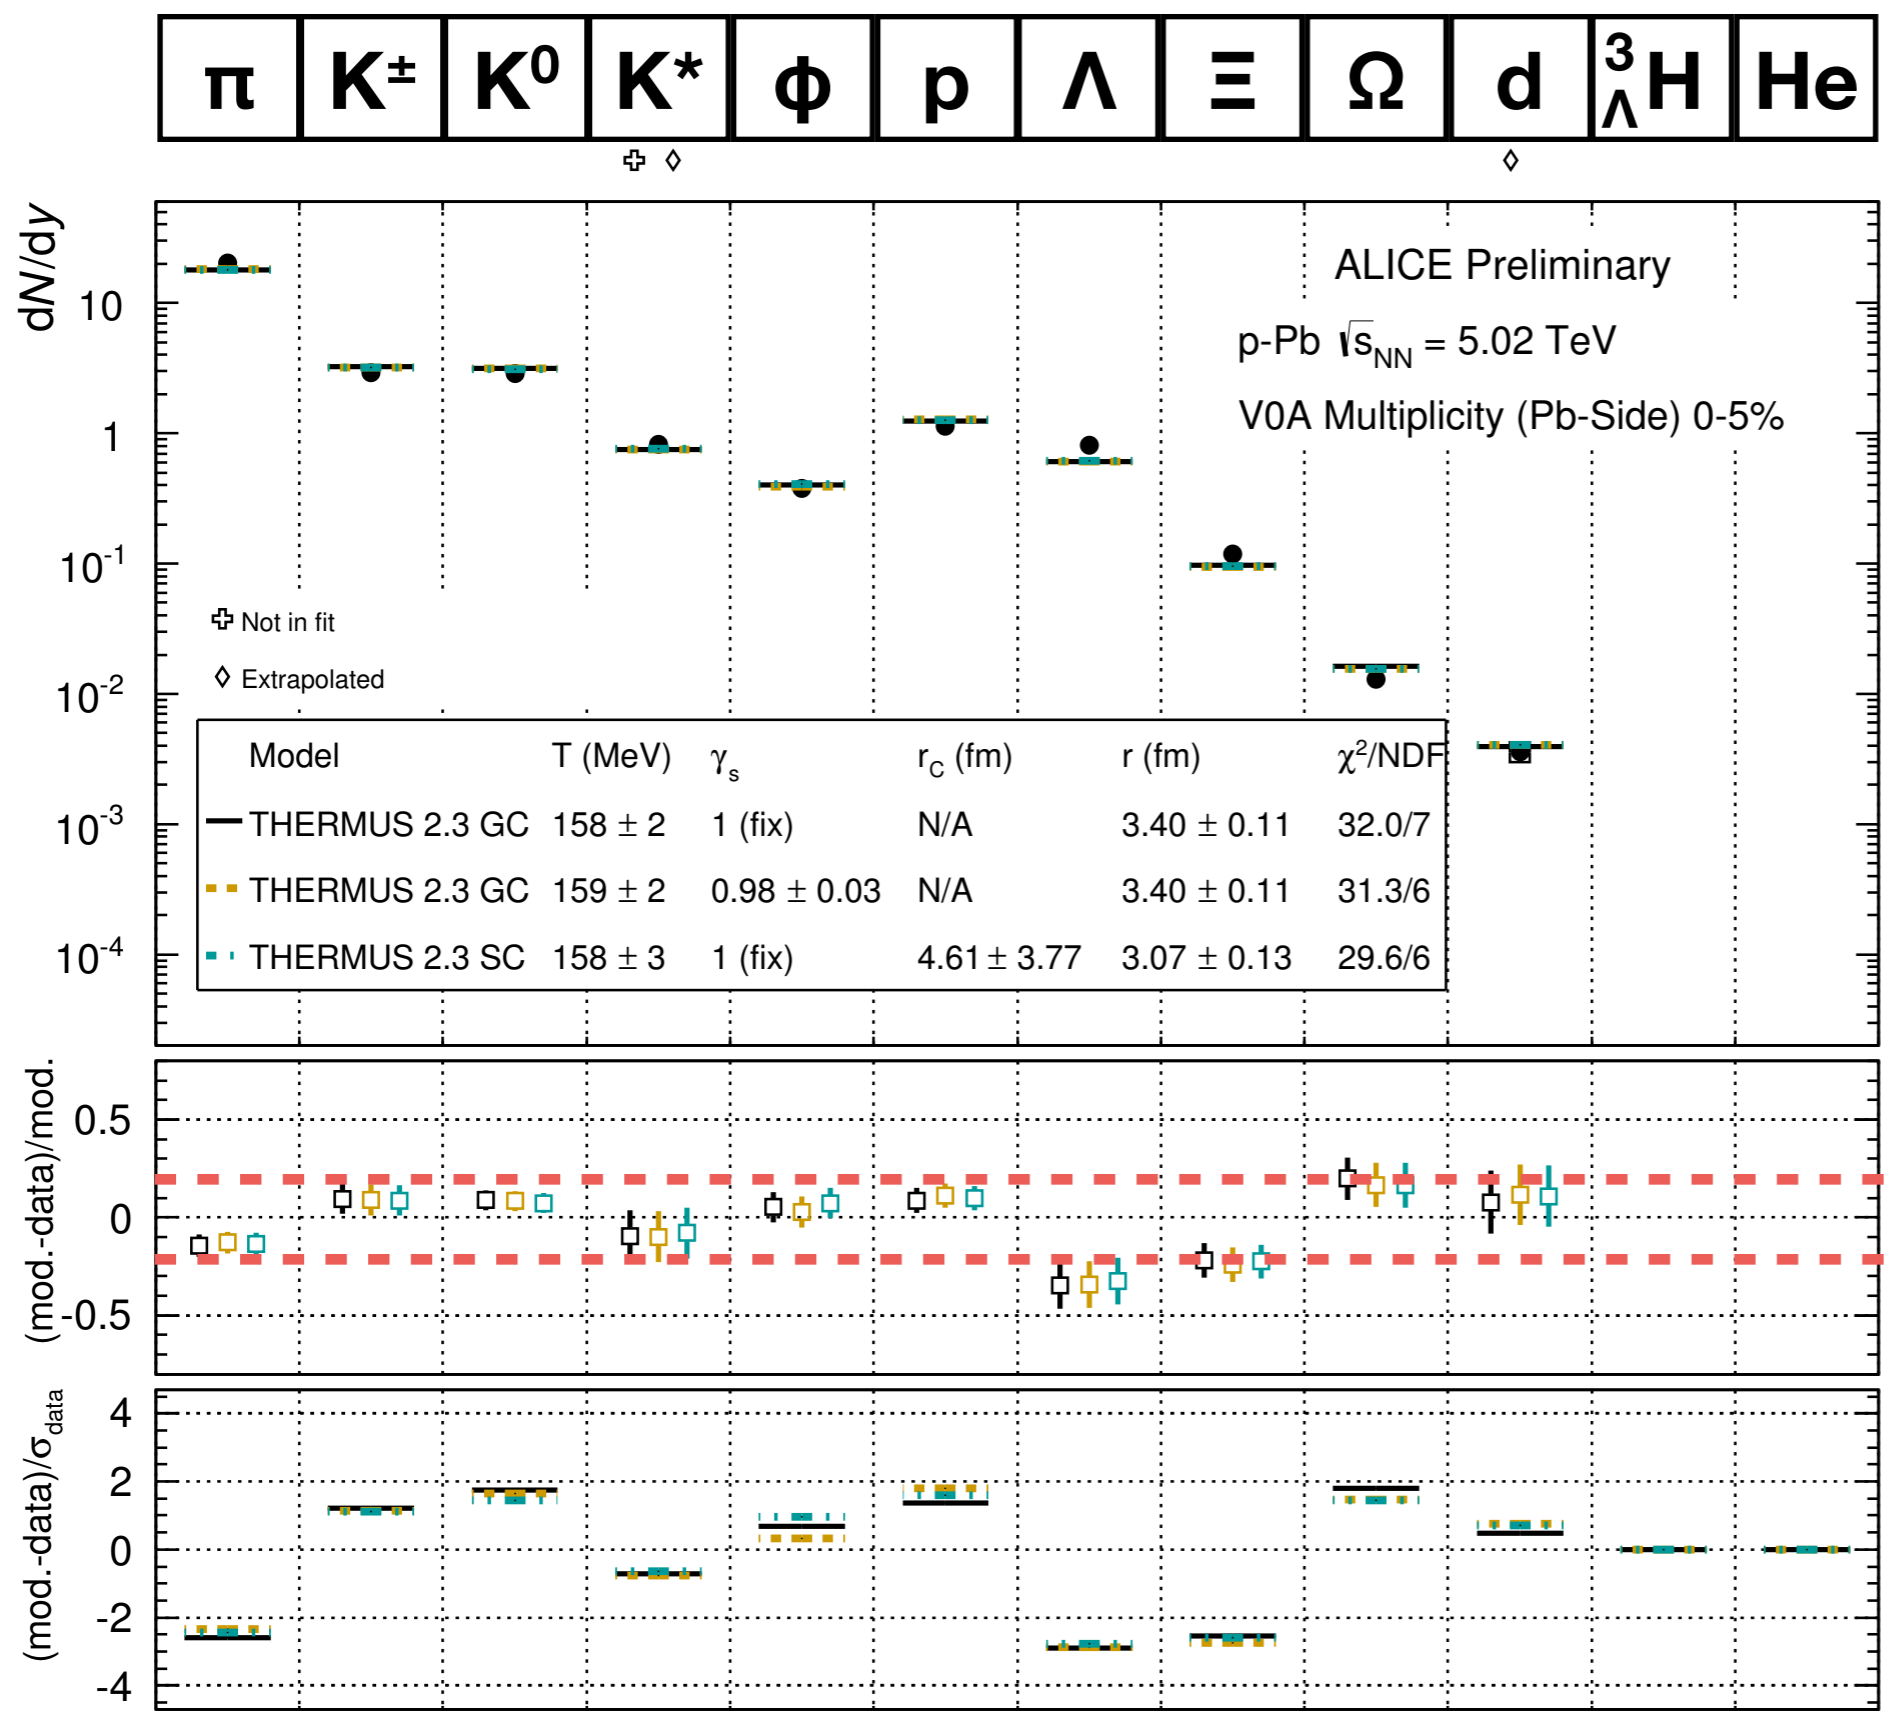 π K± K⁰ K* ϕ p Λ Ξ Ω d ³ΛH He
dN/dy
10
1
10⁻¹
10⁻²
10⁻³
10⁻⁴
ALICE Preliminary
p-Pb √sNN = 5.02 TeV
V0A Multiplicity (Pb-Side) 0-5%
Not in fit
Extrapolated
Model T (MeV) γs rC (fm) r (fm) χ²/NDF
THERMUS 2.3 GC 158 ± 2 1 (fix) N/A 3.40 ± 0.11 32.0/7
THERMUS 2.3 GC 159 ± 2 0.98 ± 0.03 N/A 3.40 ± 0.11 31.3/6
THERMUS 2.3 SC 158 ± 3 1 (fix) 4.61 ± 3.77 3.07 ± 0.13 29.6/6
(mod.-data)/mod.
0.5
0
-0.5
(mod.-data)/σdata
4
2
0
-2
-4